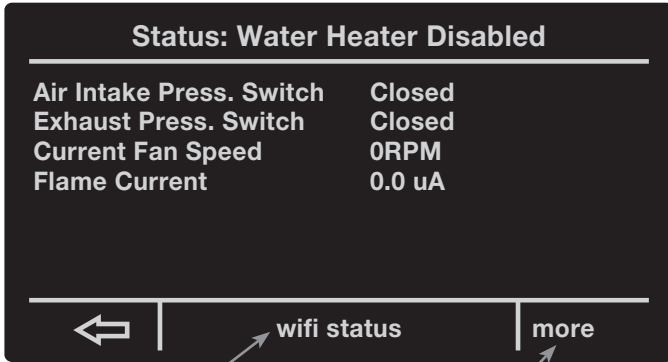 Status: Water Heater Disabled
Air Intake Press. Switch Closed
Exhaust Press. Switch Closed
Current Fan Speed 0RPM
Flame Current 0.0 uA
wifi status more